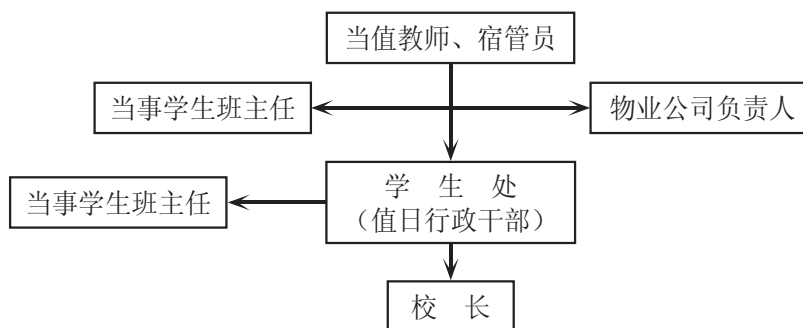 当值教师、宿管员
当事学生班主任
物业公司负责人
学 生 处
（值日行政干部）
当事学生班主任
校 长